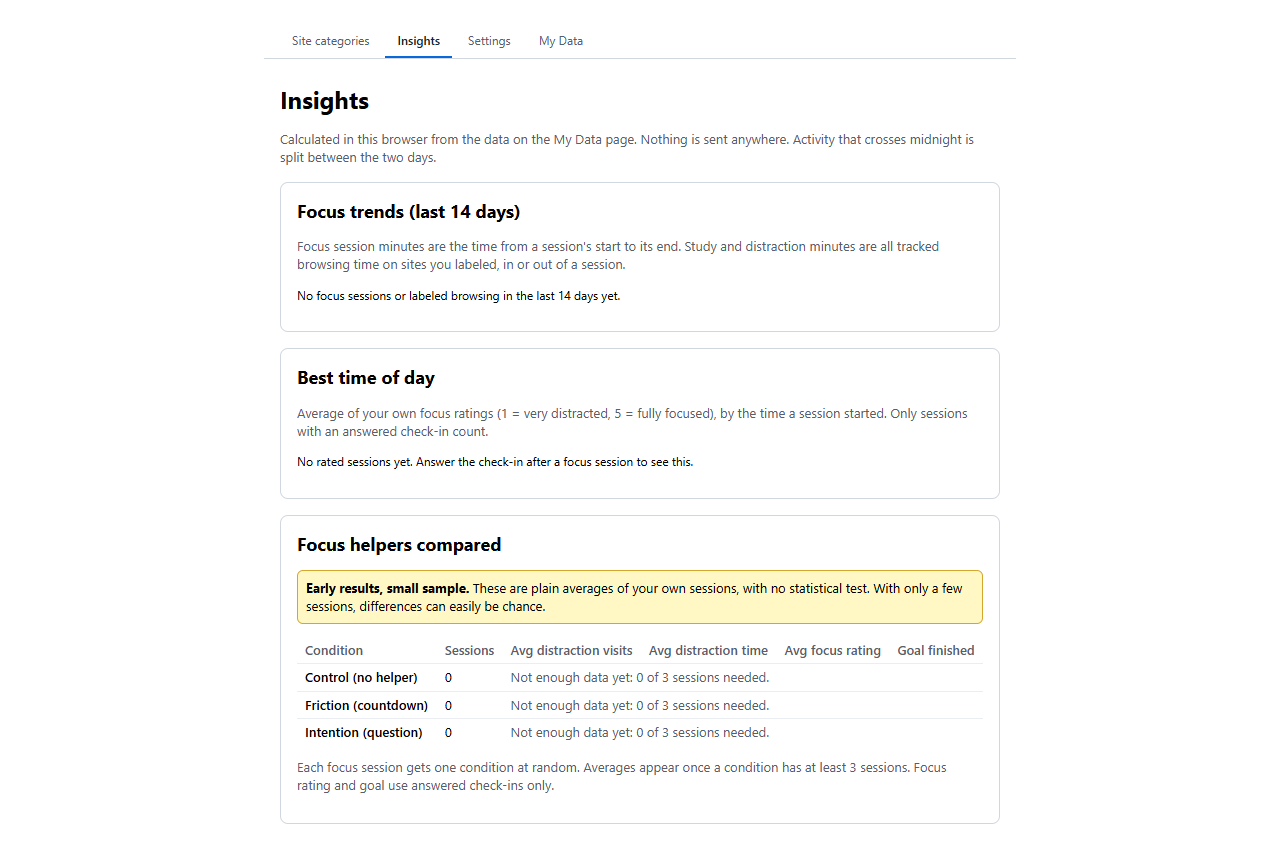 Site categories Insights Settings My Data
Insights
Calculated in this browser from the data on the My Data page. Nothing is sent anywhere. Activity that crosses midnight is
split between the two days.
Focus trends (last 14 days)
Focus session minutes are the time from a session's start to its end. Study and distraction minutes are all tracked
browsing time on sites you labeled, in or out of a session.
No focus sessions or labeled browsing in the last 14 days yet.
Best time of day
Average of your own focus ratings (1 = very distracted, 5 = fully focused), by the time a session started. Only sessions
with an answered check-in count.
No rated sessions yet. Answer the check-in after a focus session to see this.
Focus helpers compared
Early results, small sample. These are plain averages of your own sessions, with no statistical test. With only a few
sessions, differences can easily be chance.
Condition Sessions Avg distraction visits Avg distraction time Avg focus rating Goal finished
Control (no helper) 0 Not enough data yet: 0 of 3 sessions needed.
Friction (countdown) 0 Not enough data yet: 0 of 3 sessions needed.
Intention (question) 0 Not enough data yet: 0 of 3 sessions needed.
Each focus session gets one condition at random. Averages appear once a condition has at least 3 sessions. Focus
rating and goal use answered check-ins only.